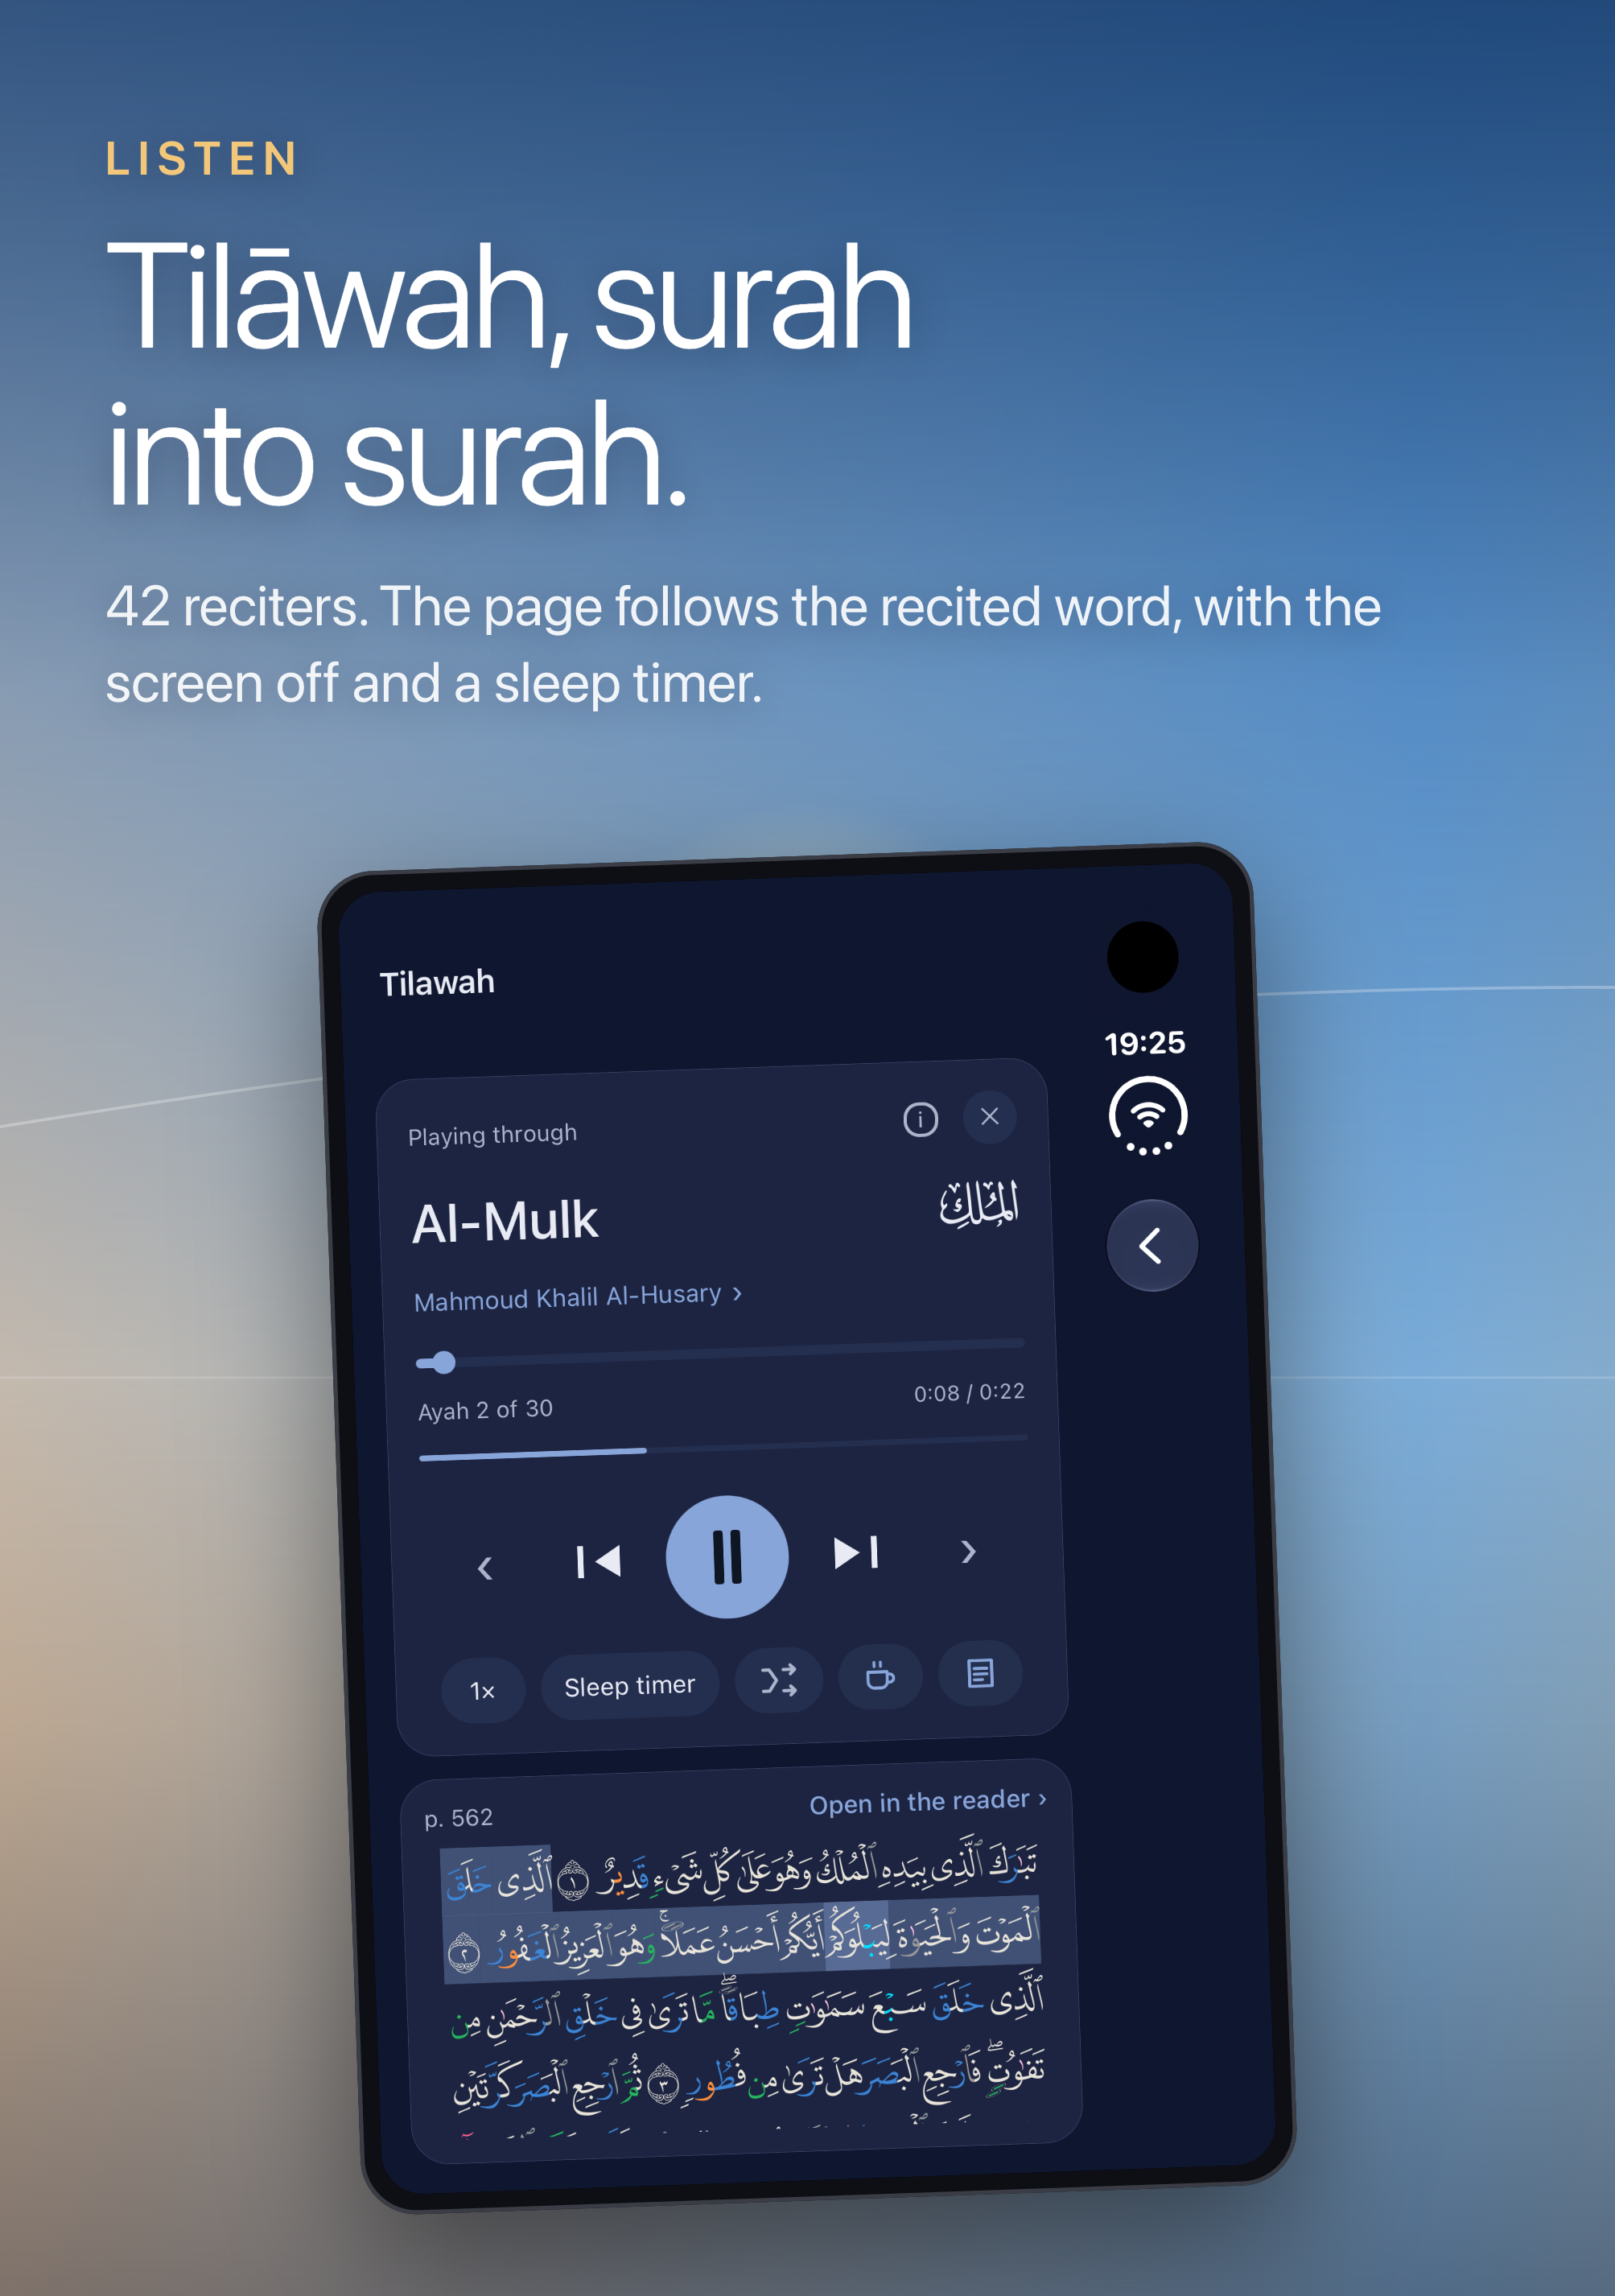 LISTEN
Tilāwah, surah
into surah.
42 reciters. The page follows the recited word, with the
screen off and a sleep timer.
Tilawah
19:25
Playing through
Al-Mulk
الملك
Mahmoud Khalil Al-Husary ›
Ayah 2 of 30
0:08 / 0:22
1×
Sleep timer
p. 562
Open in the reader ›
تَبَٰرَكَ ٱلَّذِى بِيَدِهِ ٱلْمُلْكُ وَهُوَ عَلَىٰ كُلِّ شَىْءٍ قَدِيرٌ ١ ٱلَّذِى خَلَقَ
ٱلْمَوْتَ وَٱلْحَيَوٰةَ لِيَبْلُوَكُمْ أَيُّكُمْ أَحْسَنُ عَمَلًا ۚ وَهُوَ ٱلْعَزِيزُ ٱلْغَفُورُ ٢
ٱلَّذِى خَلَقَ سَبْعَ سَمَٰوَٰتٍ طِبَاقًا ۖ مَّا تَرَىٰ فِى خَلْقِ ٱلرَّحْمَٰنِ مِن
تَفَٰوُتٍ ۖ فَٱرْجِعِ ٱلْبَصَرَ هَلْ تَرَىٰ مِن فُطُورٍ ٣ ثُمَّ ٱرْجِعِ ٱلْبَصَرَ كَرَّتَيْنِ